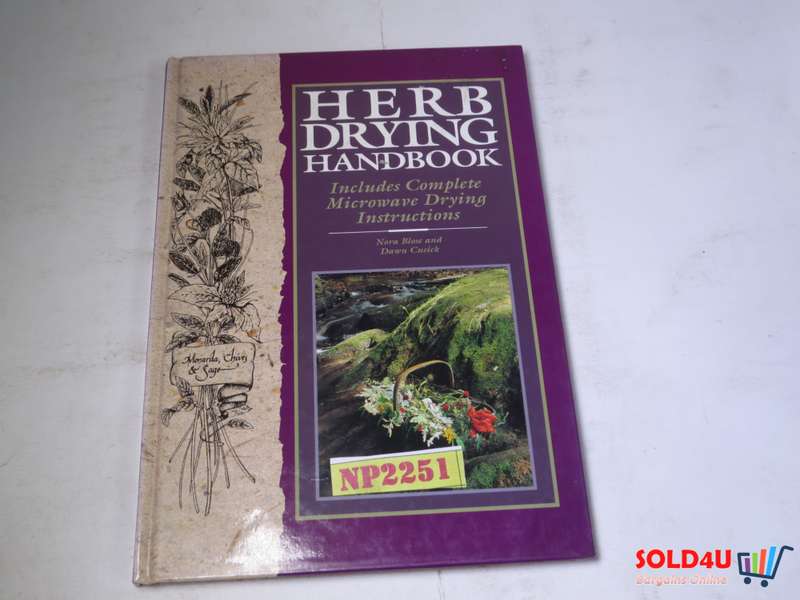 HERB
DRYING
HANDBOOK
Includes Complete
Microwave Drying
Instructions
Nora Blose and
Dawn Cusick
Monarda, Chives
& Sage
NP2251
SOLD4U
Bargains Online